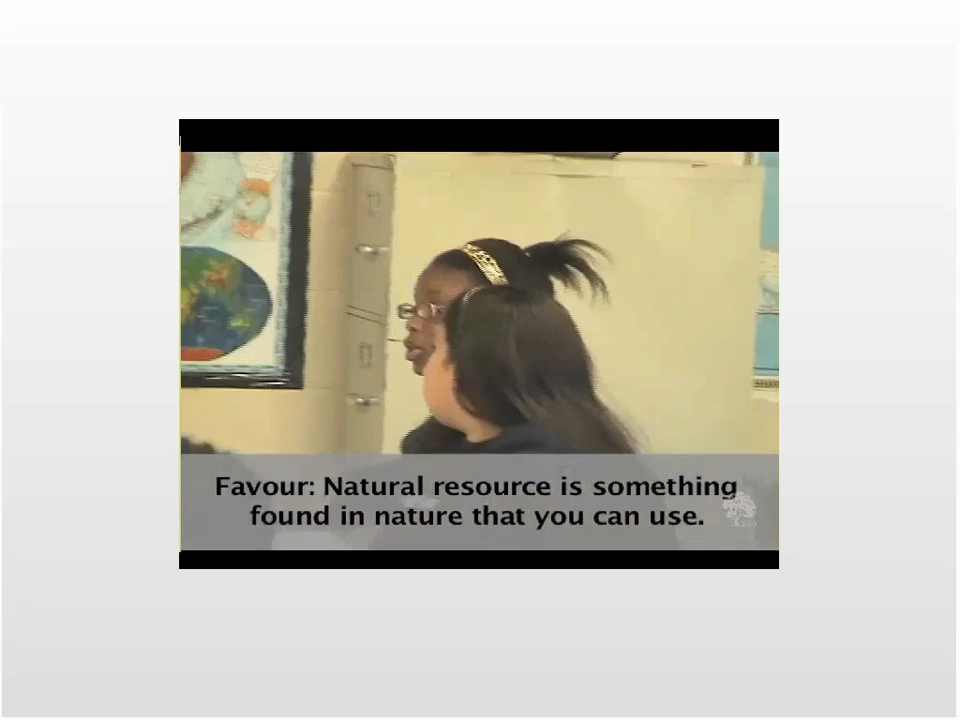 Favour: Natural resource is something
found in nature that you can use.